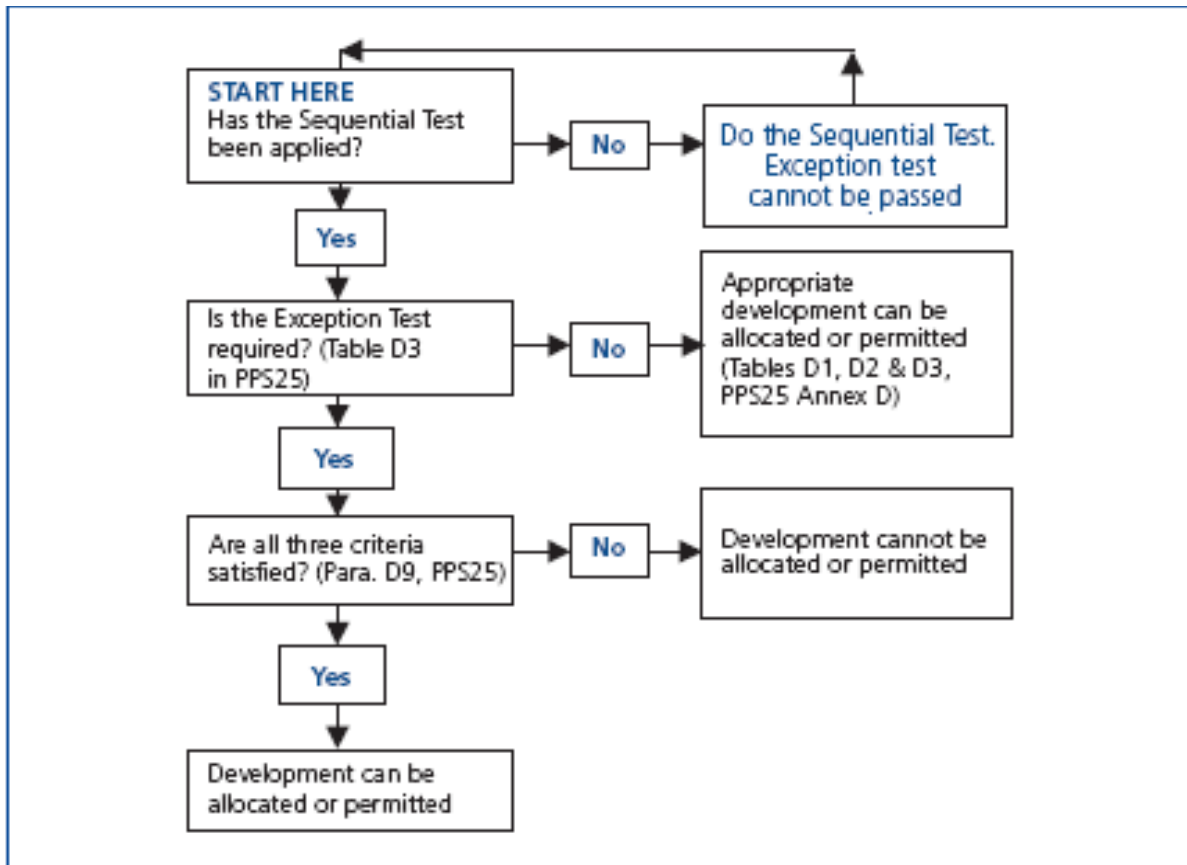 START HERE
Has the Sequential Test
been applied?
No
Do the Sequential Test.
Exception test
cannot be passed
Yes
Is the Exception Test
required? (Table D3
in PPS25)
No
Appropriate
development can be
allocated or permitted
(Tables D1, D2 & D3,
PPS25 Annex D)
Yes
Are all three criteria
satisfied? (Para. D9, PPS25)
No
Development cannot be
allocated or permitted
Yes
Development can be
allocated or permitted